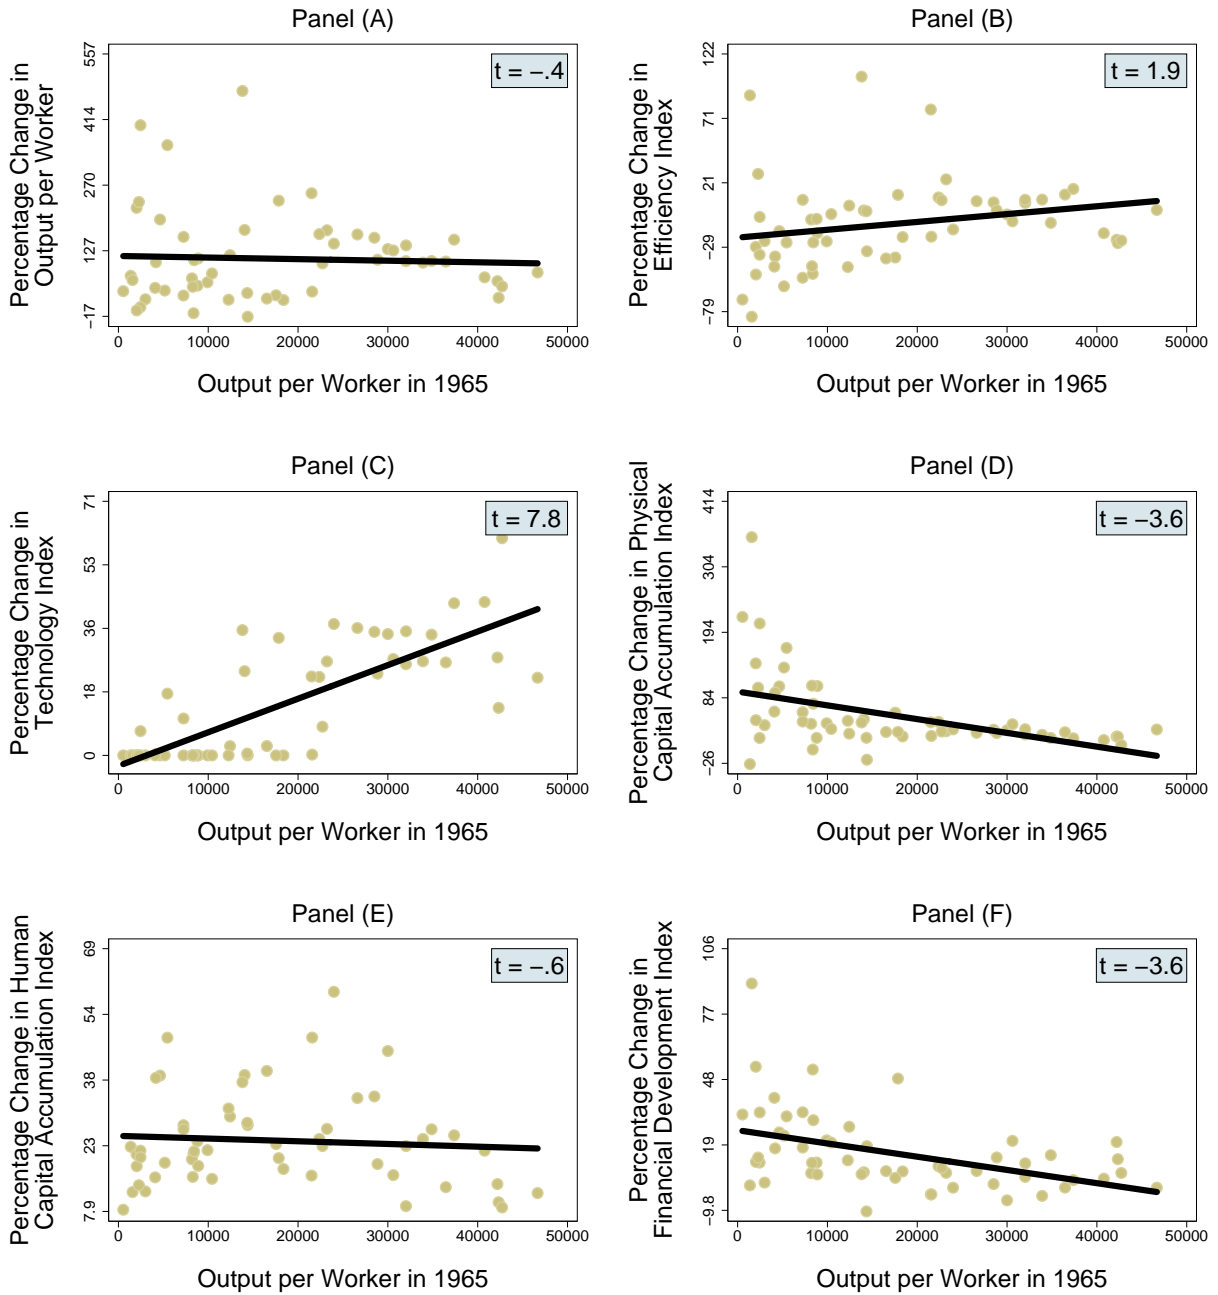 Panel (A)
Percentage Change in
Output per Worker
557
414
270
127
−17
t = −.4
0 10000 20000 30000 40000 50000
Output per Worker in 1965
Panel (B)
Percentage Change in
Efficiency Index
122
71
21
−29
−79
t = 1.9
0 10000 20000 30000 40000 50000
Output per Worker in 1965
Panel (C)
Percentage Change in
Technology Index
71
53
36
18
0
t = 7.8
0 10000 20000 30000 40000 50000
Output per Worker in 1965
Panel (D)
Percentage Change in Physical
Capital Accumulation Index
414
304
194
84
−26
t = −3.6
0 10000 20000 30000 40000 50000
Output per Worker in 1965
Panel (E)
Percentage Change in Human
Capital Accumulation Index
69
54
38
23
7.9
t = −.6
0 10000 20000 30000 40000 50000
Output per Worker in 1965
Panel (F)
Percentage Change in
Financial Development Index
106
77
48
19
−9.8
t = −3.6
0 10000 20000 30000 40000 50000
Output per Worker in 1965